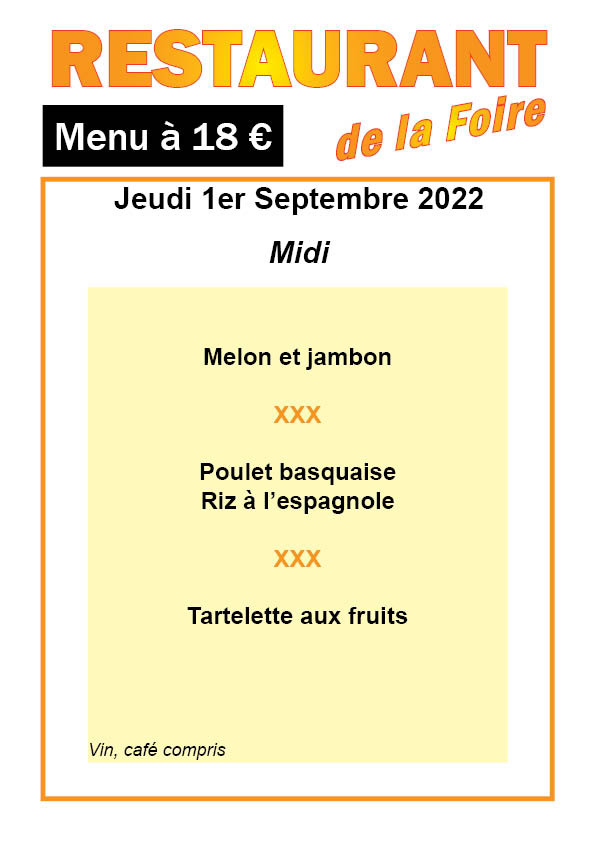 RESTAURANT
de la Foire
Menu à 18 €
Jeudi 1er Septembre 2022
Midi
Melon et jambon
XXX
Poulet basquaise
Riz à l’espagnole
XXX
Tartelette aux fruits
Vin, café compris